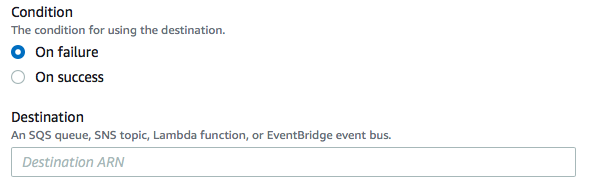 Condition
The condition for using the destination.
On failure
On success
Destination
An SQS queue, SNS topic, Lambda function, or EventBridge event bus.
Destination ARN